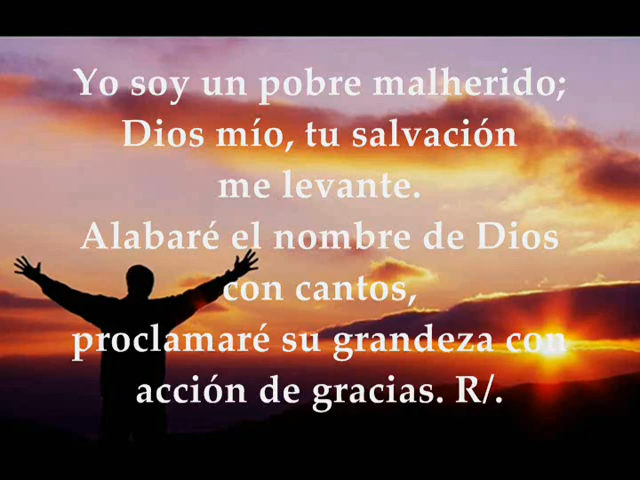 Yo soy un pobre malherido;
Dios mío, tu salvación
me levante.
Alabaré el nombre de Dios
con cantos,
proclamaré su grandeza con
acción de gracias. R/.